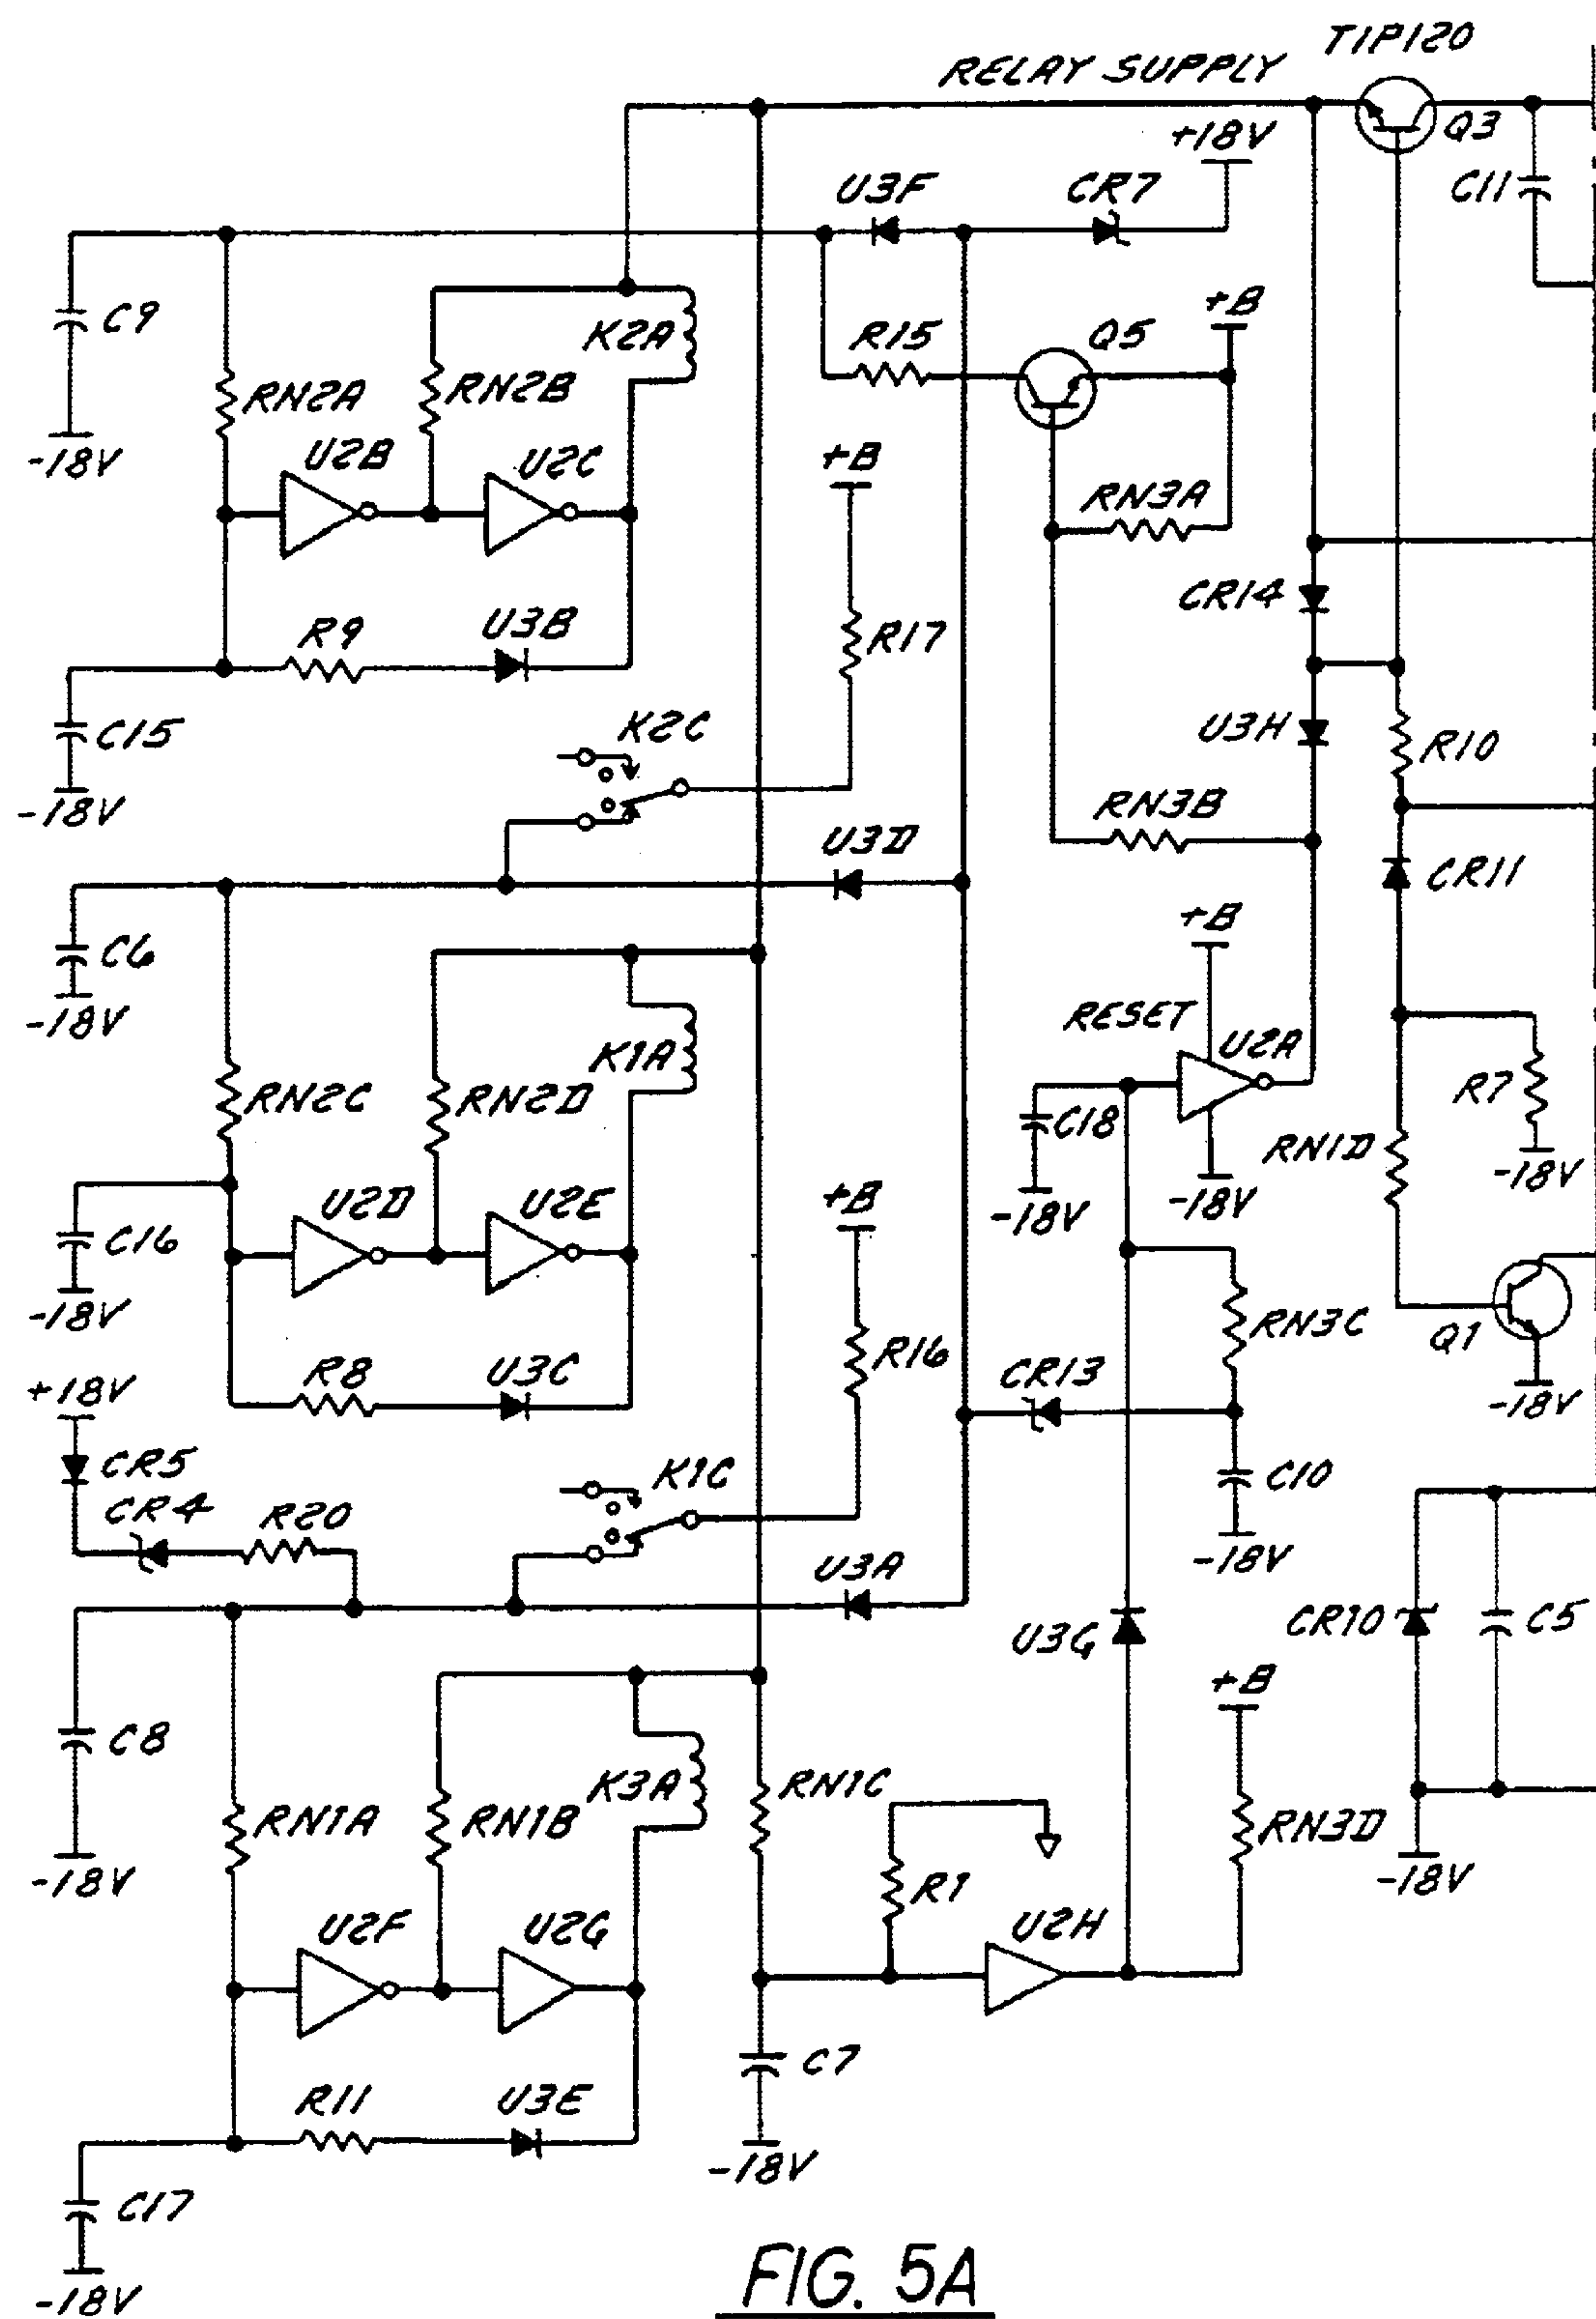 TIP120
RELAY SUPPLY
Q3
+18V
U3F
CR7
C11
C9
K2A
R15
Q5
+B
RN2A
RN2B
-18V
U2B
U2C
+B
RN3A
R9
U3B
R17
CR14
C15
K2C
U3H
R10
-18V
RN3B
U3D
CR11
C6
+B
-18V
RESET
U2A
K1A
R7
RN2C
RN2D
C18
RN1D
-18V
-18V
-18V
U2D
U2E
+B
C16
-18V
RN3C
Q1
R8
U3C
R16
CR13
+18V
-18V
CR5
K1C
C10
CR4
R20
-18V
U3A
U3G
CR10
C5
+B
C8
K3A
RN1C
RN1A
RN1B
RN3D
-18V
R1
-18V
U2F
U2G
U2H
C7
R11
U3E
-18V
C17
-18V
FIG. 5A